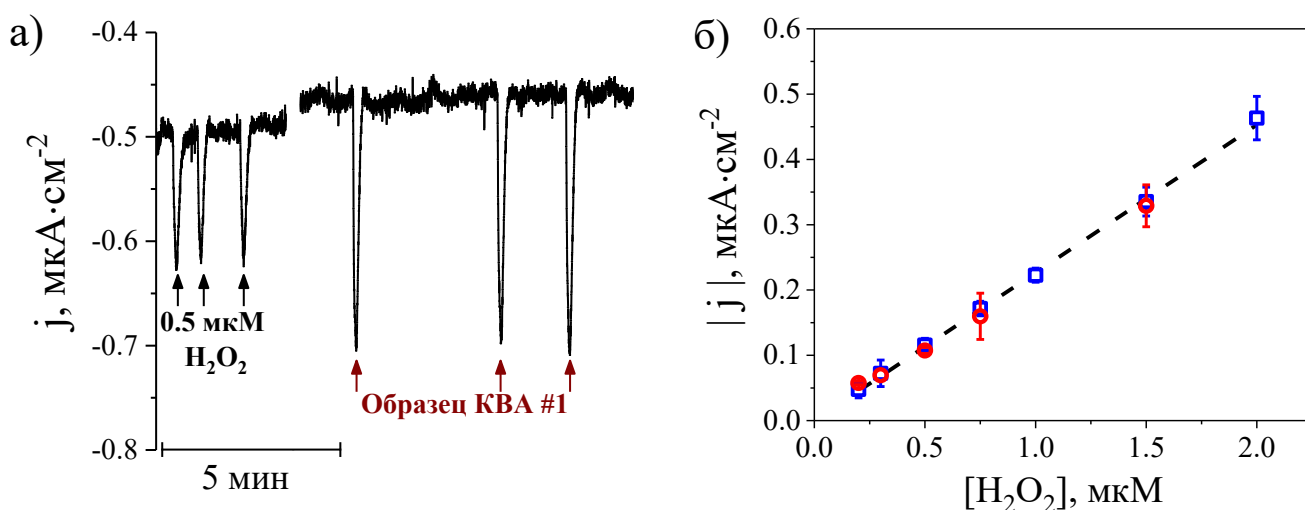 а)
-0.4
-0.5
-0.6
-0.7
-0.8
j, мкА·см⁻²
0.5 мкМ
H₂O₂
Образец КВА #1
5 мин
б)
0.6
0.5
0.4
0.3
0.2
0.1
0.0
| j |, мкА·см⁻²
0.0 0.5 1.0 1.5 2.0
[H₂O₂], мкМ